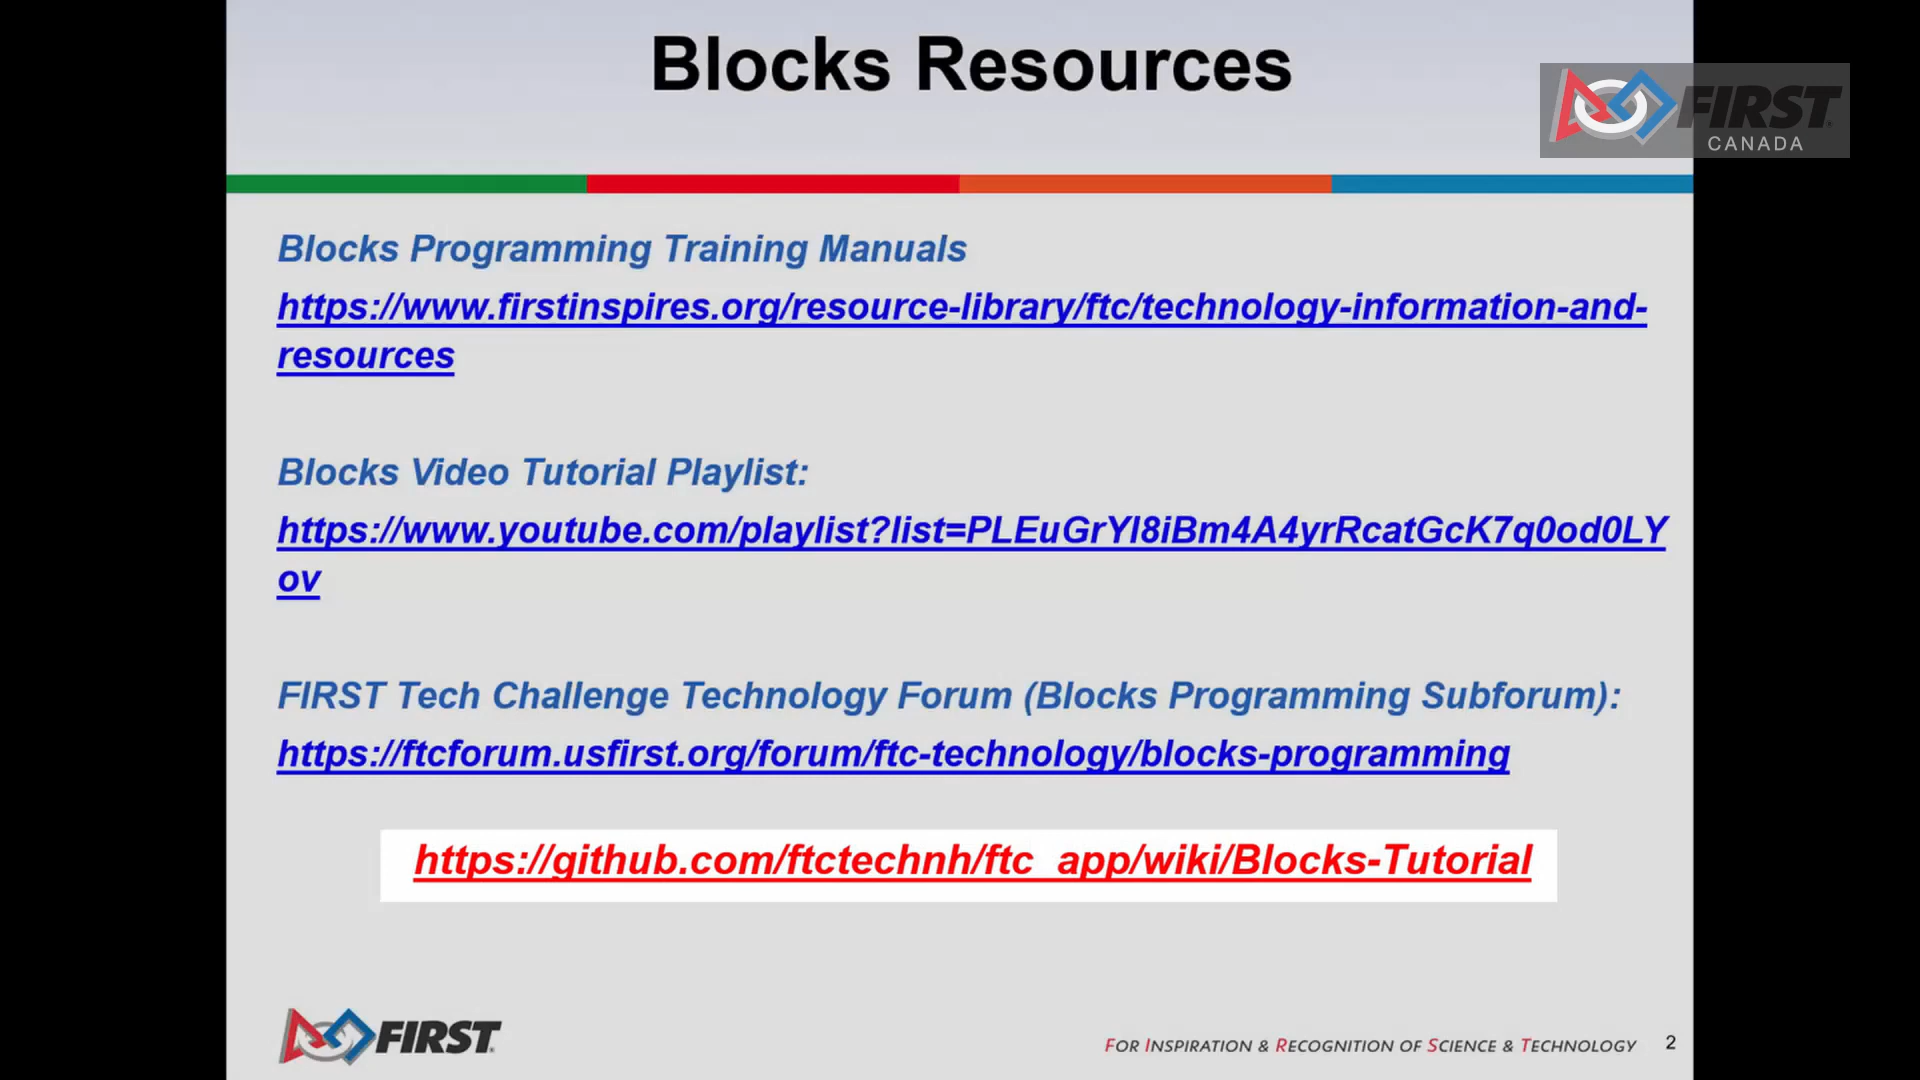 Blocks Resources
FIRST
CANADA
Blocks Programming Training Manuals
https://www.firstinspires.org/resource-library/ftc/technology-information-and-
resources
Blocks Video Tutorial Playlist:
https://www.youtube.com/playlist?list=PLEuGrYl8iBm4A4yrRcatGcK7q0od0LY
ov
FIRST Tech Challenge Technology Forum (Blocks Programming Subforum):
https://ftcforum.usfirst.org/forum/ftc-technology/blocks-programming
https://github.com/ftctechnh/ftc_app/wiki/Blocks-Tutorial
FIRST
FOR INSPIRATION & RECOGNITION OF SCIENCE & TECHNOLOGY 2